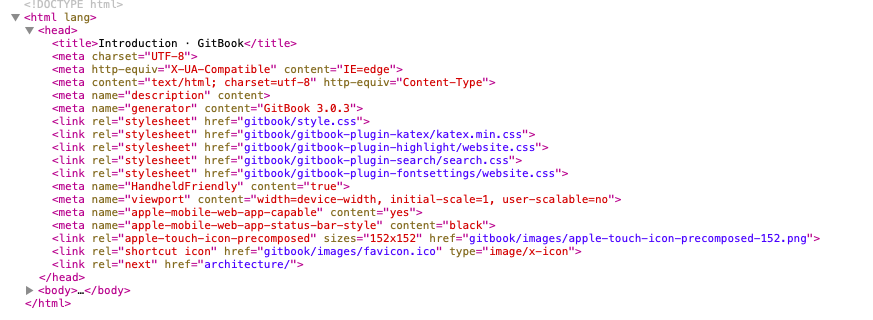 <!DOCTYPE html>
<html lang>
<head>
<title>Introduction · GitBook</title>
<meta charset="UTF-8">
<meta http-equiv="X-UA-Compatible" content="IE=edge">
<meta content="text/html; charset=utf-8" http-equiv="Content-Type">
<meta name="description" content>
<meta name="generator" content="GitBook 3.0.3">
<link rel="stylesheet" href="gitbook/style.css">
<link rel="stylesheet" href="gitbook/gitbook-plugin-katex/katex.min.css">
<link rel="stylesheet" href="gitbook/gitbook-plugin-highlight/website.css">
<link rel="stylesheet" href="gitbook/gitbook-plugin-search/search.css">
<link rel="stylesheet" href="gitbook/gitbook-plugin-fontsettings/website.css">
<meta name="HandheldFriendly" content="true">
<meta name="viewport" content="width=device-width, initial-scale=1, user-scalable=no">
<meta name="apple-mobile-web-app-capable" content="yes">
<meta name="apple-mobile-web-app-status-bar-style" content="black">
<link rel="apple-touch-icon-precomposed" sizes="152x152" href="gitbook/images/apple-touch-icon-precomposed-152.png">
<link rel="shortcut icon" href="gitbook/images/favicon.ico" type="image/x-icon">
<link rel="next" href="architecture/">
</head>
<body>…</body>
</html>